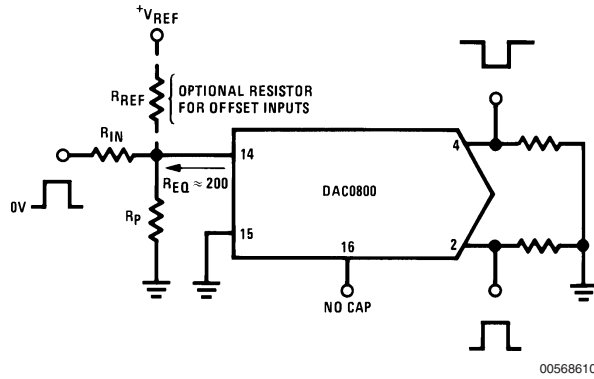 +VREF
RREF
OPTIONAL RESISTOR
FOR OFFSET INPUTS
RIN
4
14
REQ ≈ 200
DAC0800
0V
RP
15
16
2
NO CAP
00568610